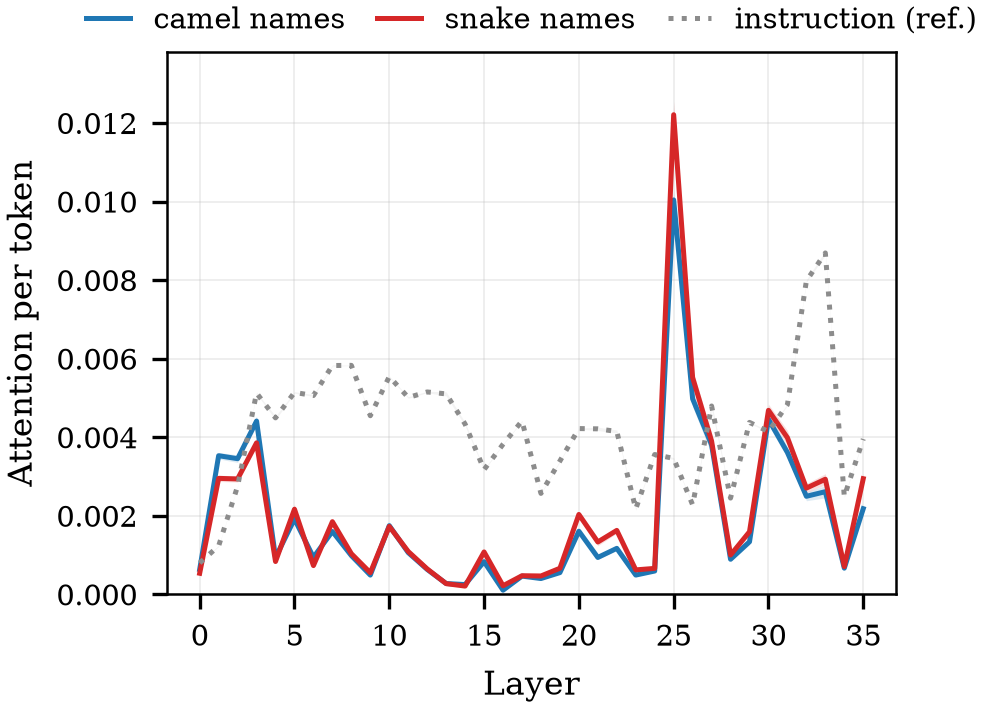 camel names snake names instruction (ref.)
0.012
0.010
0.008
0.006
0.004
0.002
0.000
Attention per token
0 5 10 15 20 25 30 35
Layer